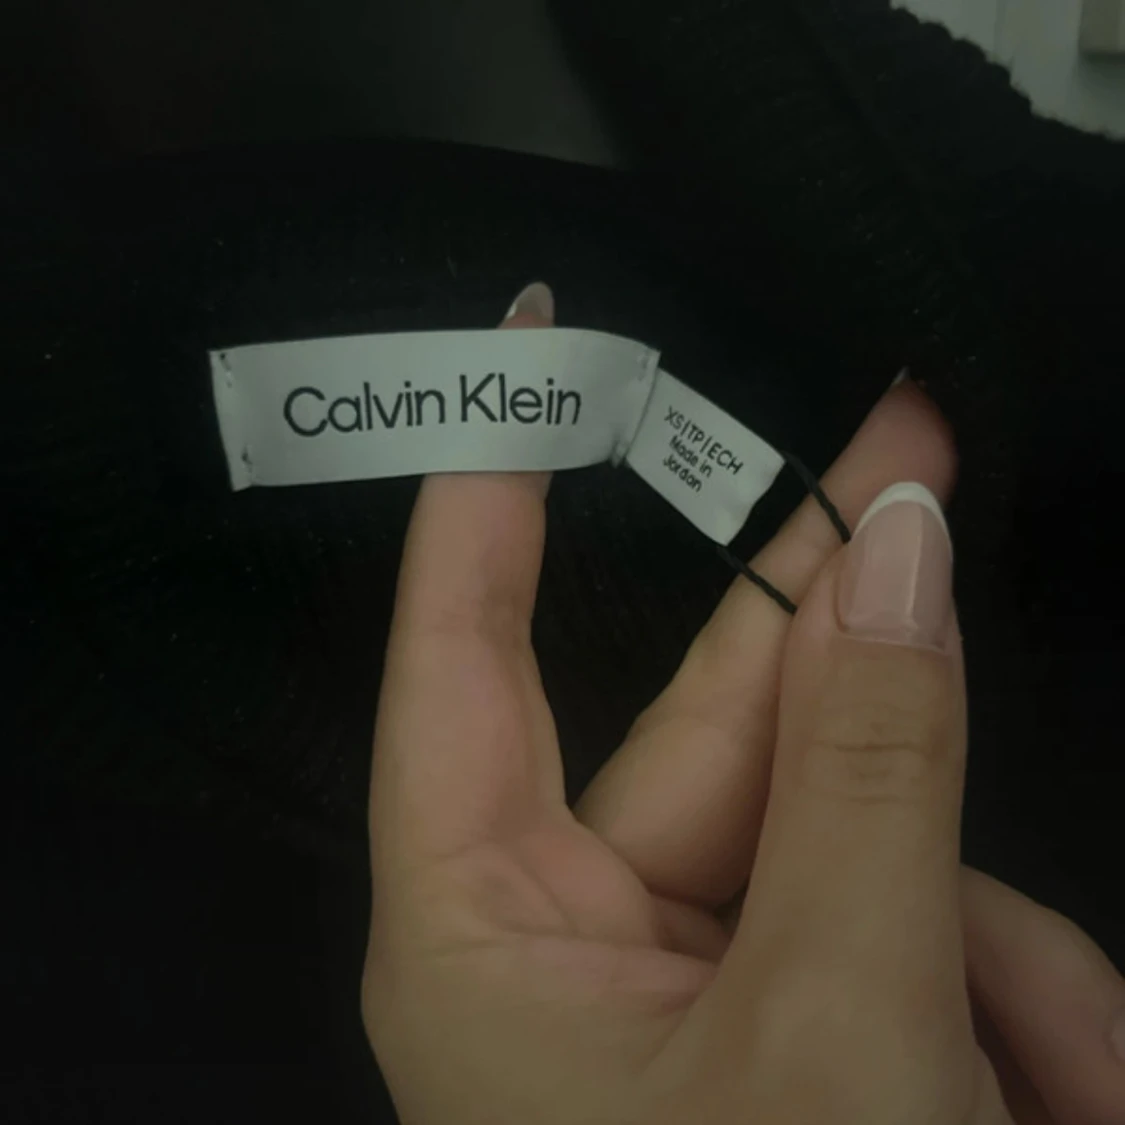 Calvin Klein
XS|TP|ECH
Made in
Jordan